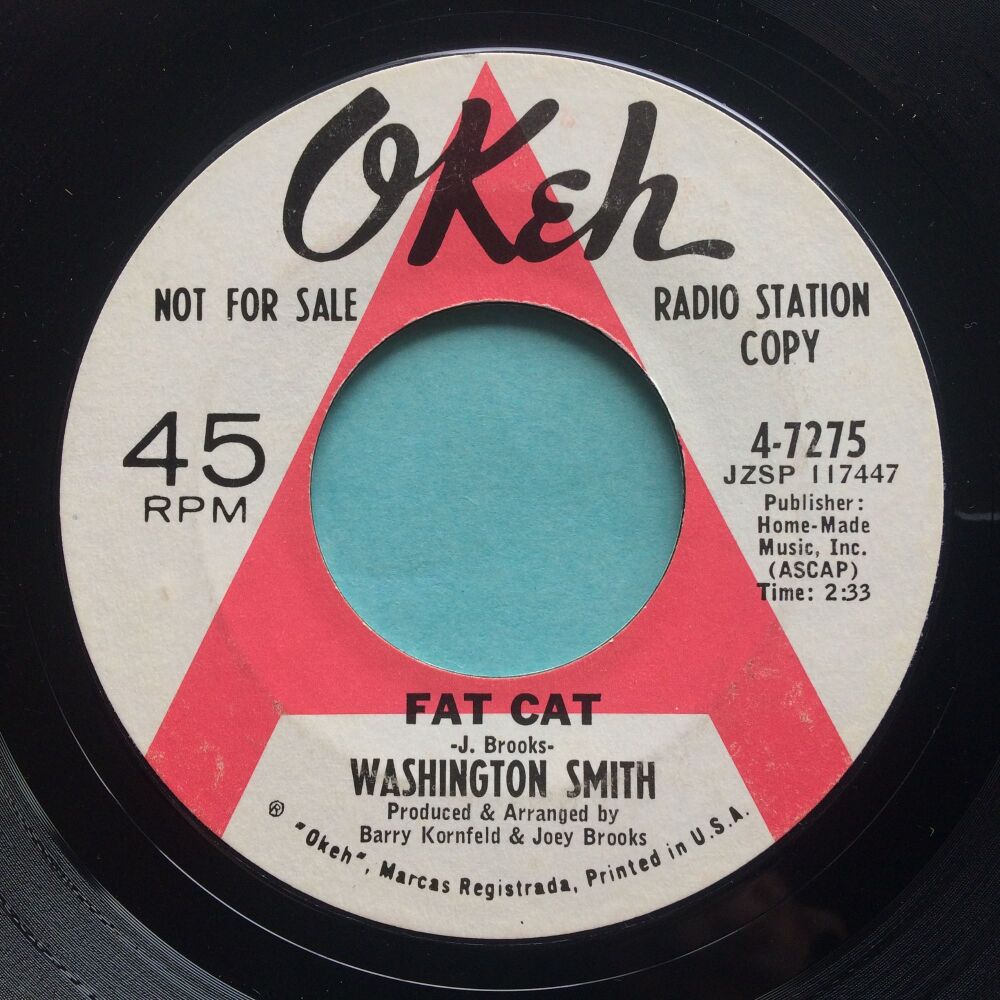 OKeh
NOT FOR SALE
RADIO STATION
COPY
45
RPM
4-7275
JZSP 117447
Publisher:
Home-Made
Music, Inc.
(ASCAP)
Time: 2:33
FAT CAT
-J. Brooks-
WASHINGTON SMITH
Produced & Arranged by
Barry Kornfeld & Joey Brooks
® "Okeh", Marcas Registrada, Printed in U.S.A.